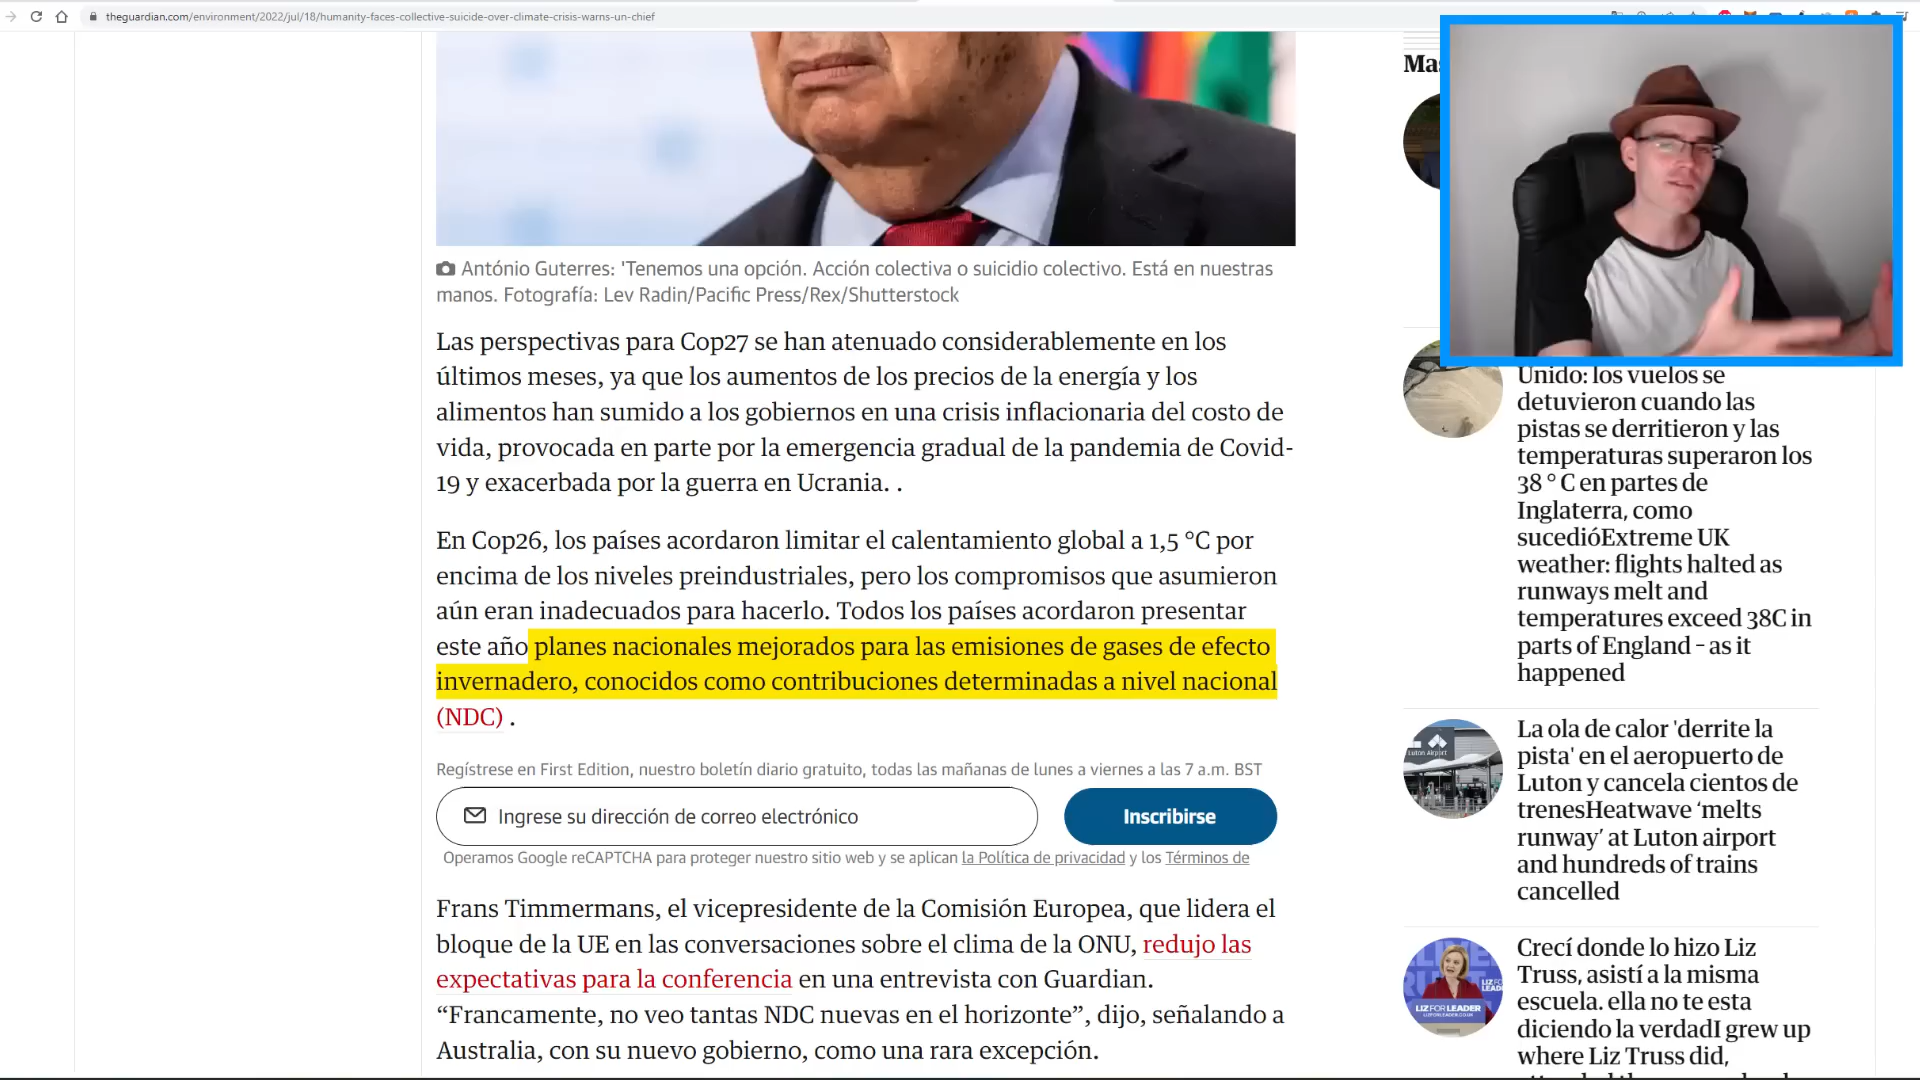 theguardian.com/environment/2022/jul/18/humanity-faces-collective-suicide-over-climate-crisis-warns-un-chief
António Guterres: 'Tenemos una opción. Acción colectiva o suicidio colectivo. Está en nuestras
manos. Fotografía: Lev Radin/Pacific Press/Rex/Shutterstock
Las perspectivas para Cop27 se han atenuado considerablemente en los
últimos meses, ya que los aumentos de los precios de la energía y los
alimentos han sumido a los gobiernos en una crisis inflacionaria del costo de
vida, provocada en parte por la emergencia gradual de la pandemia de Covid-
19 y exacerbada por la guerra en Ucrania. .
En Cop26, los países acordaron limitar el calentamiento global a 1,5 °C por
encima de los niveles preindustriales, pero los compromisos que asumieron
aún eran inadecuados para hacerlo. Todos los países acordaron presentar
este año planes nacionales mejorados para las emisiones de gases de efecto
invernadero, conocidos como contribuciones determinadas a nivel nacional
(NDC) .
Regístrese en First Edition, nuestro boletín diario gratuito, todas las mañanas de lunes a viernes a las 7 a.m. BST
Ingrese su dirección de correo electrónico
Inscribirse
Operamos Google reCAPTCHA para proteger nuestro sitio web y se aplican la Política de privacidad y los Términos de
Frans Timmermans, el vicepresidente de la Comisión Europea, que lidera el
bloque de la UE en las conversaciones sobre el clima de la ONU, redujo las
expectativas para la conferencia en una entrevista con Guardian.
“Francamente, no veo tantas NDC nuevas en el horizonte”, dijo, señalando a
Australia, con su nuevo gobierno, como una rara excepción.
Unido: los vuelos se
detuvieron cuando las
pistas se derritieron y las
temperaturas superaron los
38 ° C en partes de
Inglaterra, como
sucedióExtreme UK
weather: flights halted as
runways melt and
temperatures exceed 38C in
parts of England – as it
happened
Luton Airport
La ola de calor 'derrite la
pista' en el aeropuerto de
Luton y cancela cientos de
trenesHeatwave ‘melts
runway’ at Luton airport
and hundreds of trains
cancelled
LIZ FOR LEADER
Crecí donde lo hizo Liz
Truss, asistí a la misma
escuela. ella no te esta
diciendo la verdadI grew up
where Liz Truss did,